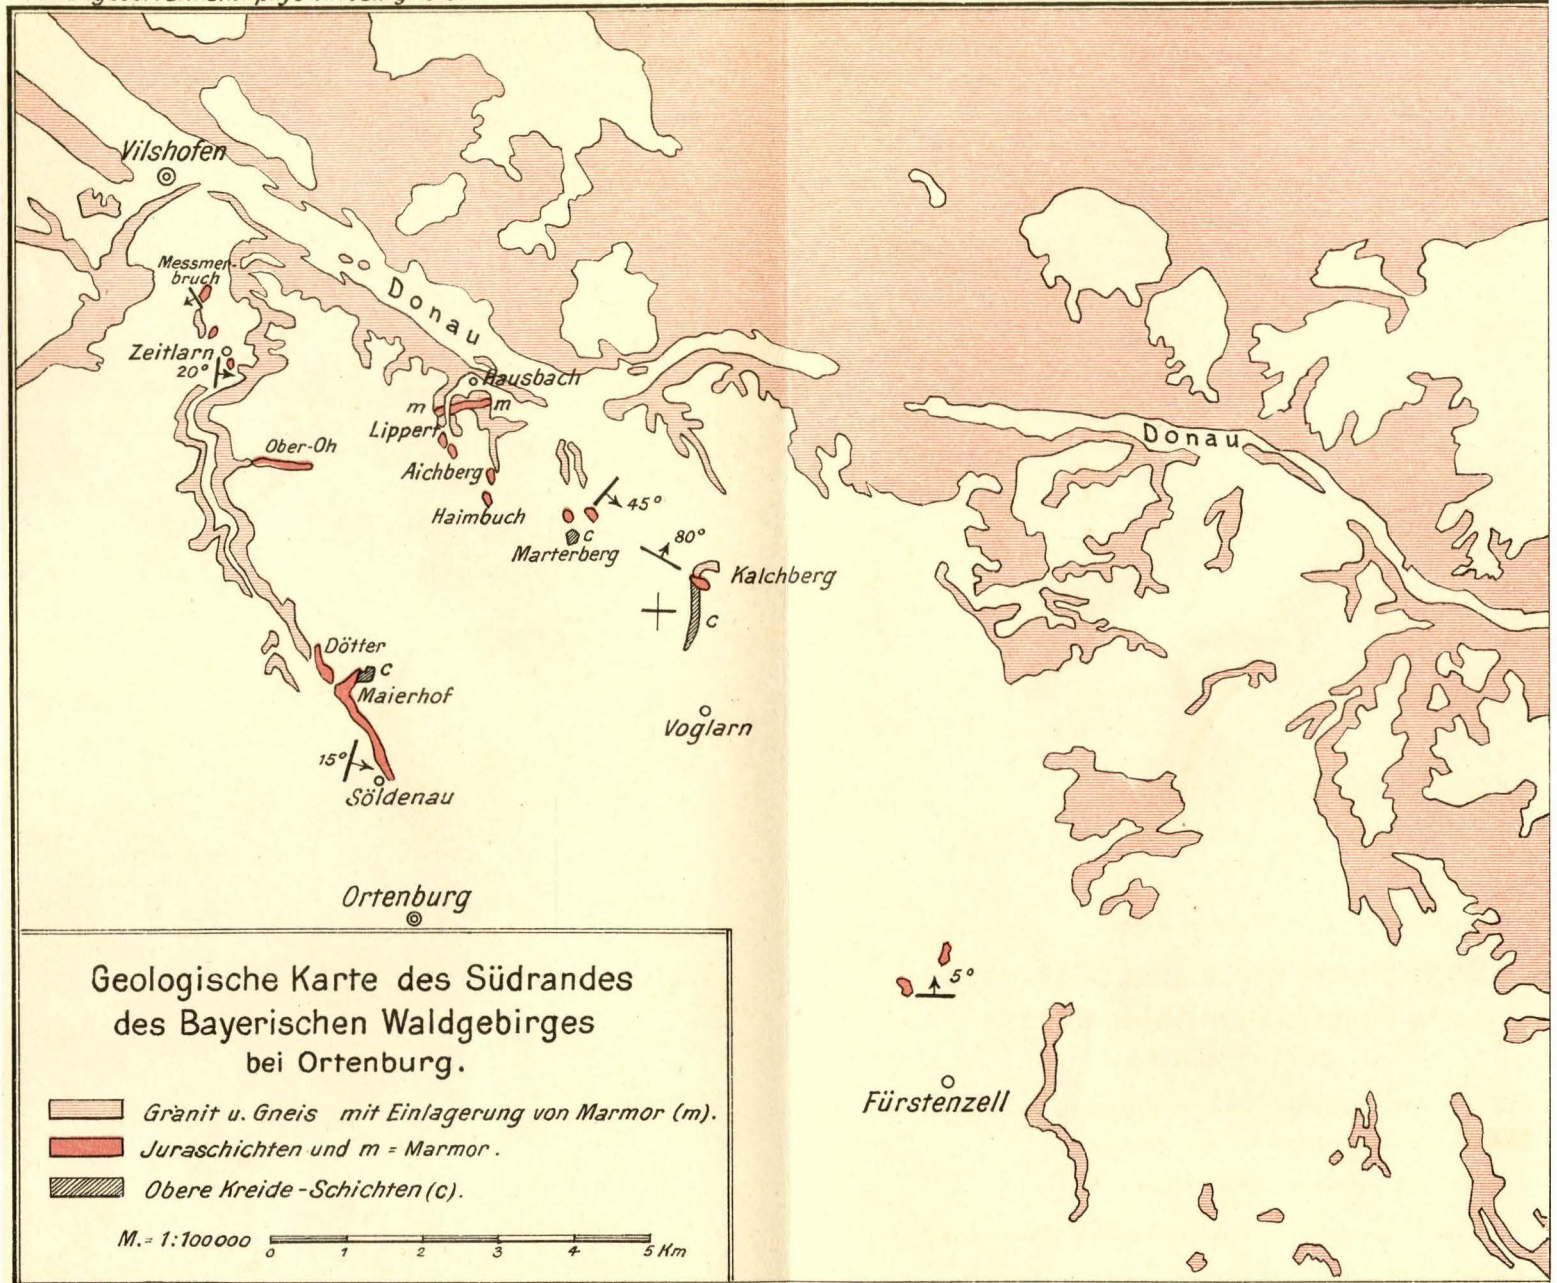 Vilshofen
Messmer-
bruch
Zeitlarn
20°
Donau
Hausbach
m
m
Lippert
Ober-Oh
Aichberg
Haimbuch
45°
c
Marterberg
80°
Kalchberg
c
Donau
Dötter
c
Maierhof
Voglarn
15°
Söldenau
Ortenburg
5°
Fürstenzell
Geologische Karte des Südrandes
des Bayerischen Waldgebirges
bei Ortenburg.
Granit u. Gneis mit Einlagerung von Marmor (m).
Juraschichten und m = Marmor.
Obere Kreide-Schichten (c).
M. = 1:100000
0 1 2 3 4 5 Km